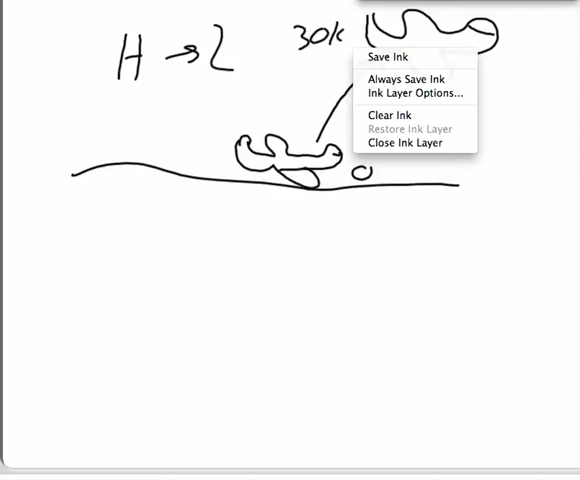 30k
H → L
Save Ink
Always Save Ink
Ink Layer Options...
Clear Ink
Restore Ink Layer
Close Ink Layer